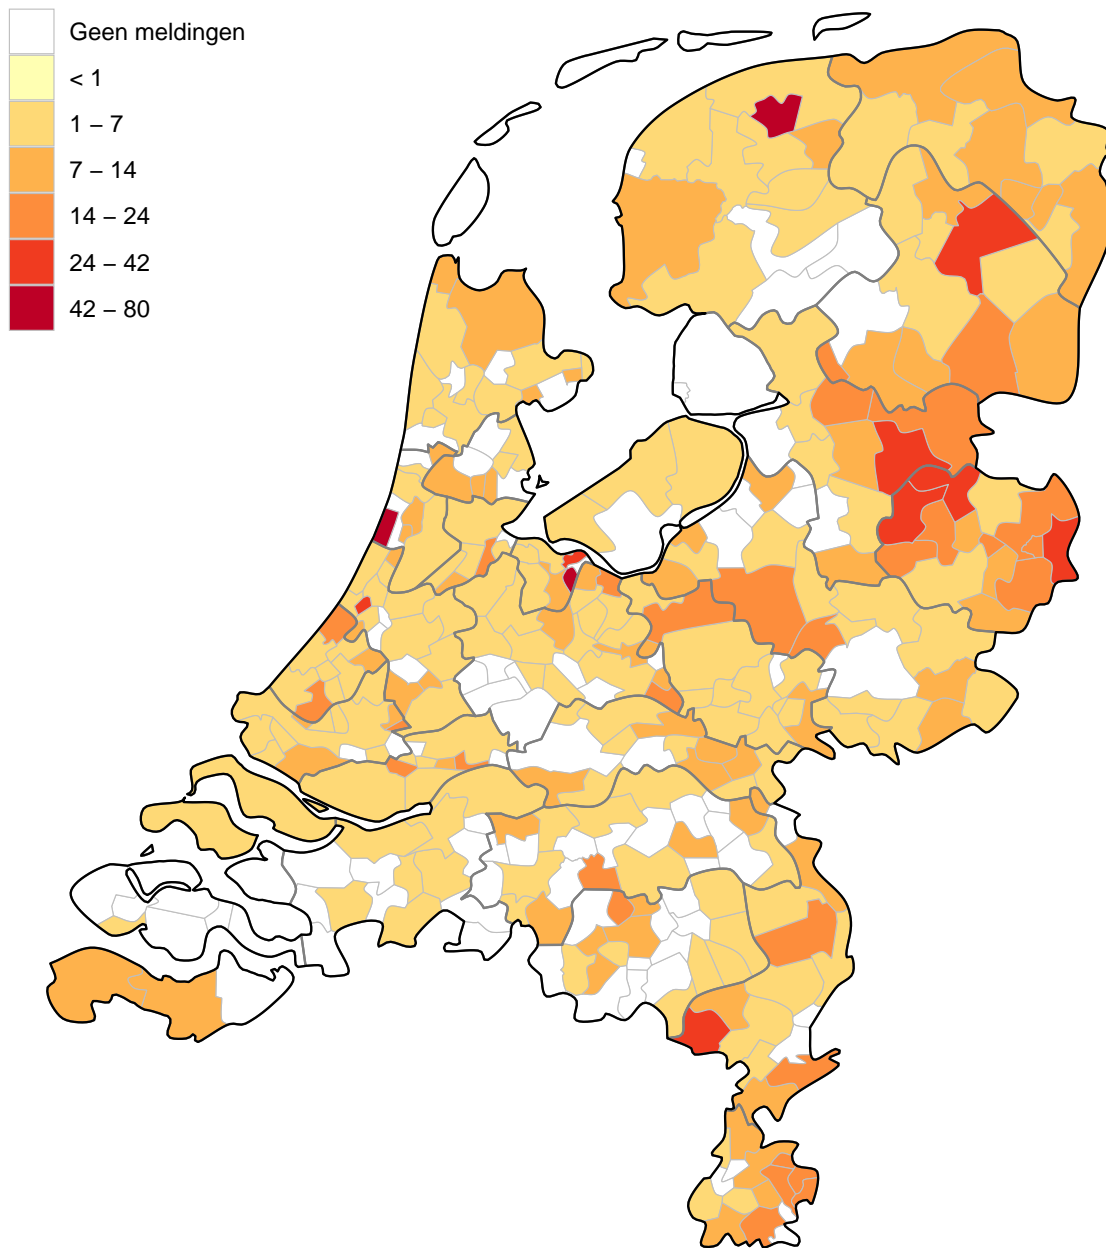 Geen meldingen
< 1
1 – 7
7 – 14
14 – 24
24 – 42
42 – 80